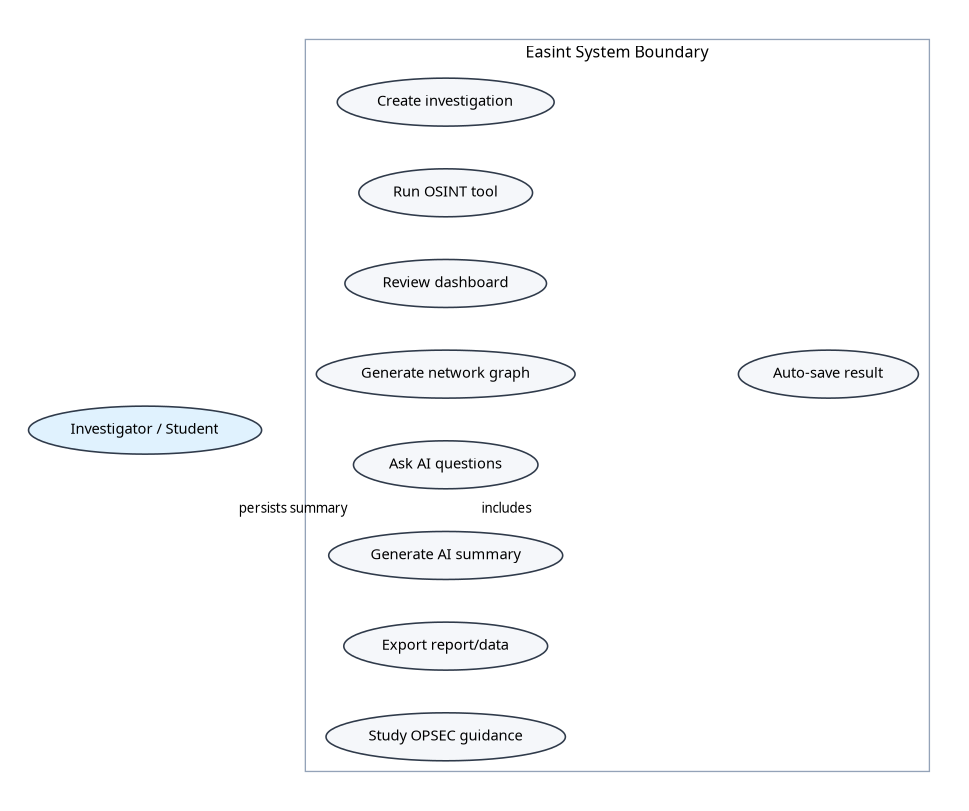 Easint System Boundary
Create investigation
Run OSINT tool
Review dashboard
Generate network graph
Auto-save result
Investigator / Student
Ask AI questions
persists summary
includes
Generate AI summary
Export report/data
Study OPSEC guidance